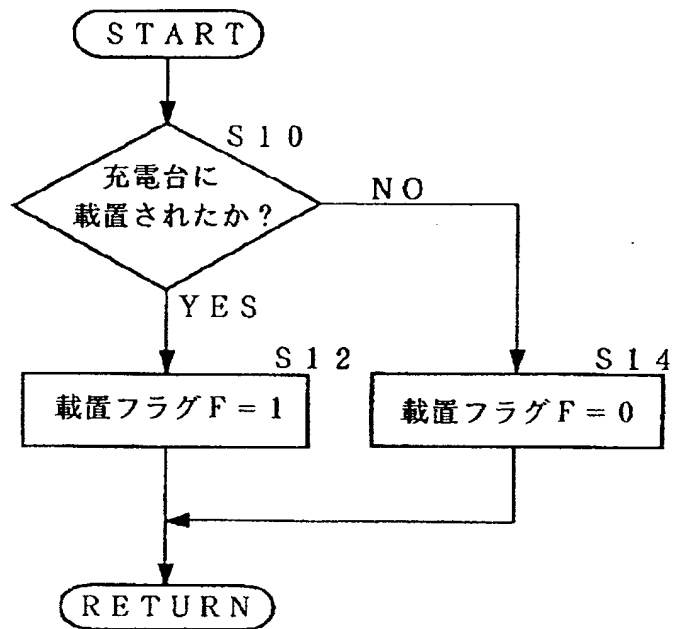 START
S10
充電台に
載置されたか?
NO
YES
S12
載置フラグF=1
S14
載置フラグF=0
RETURN